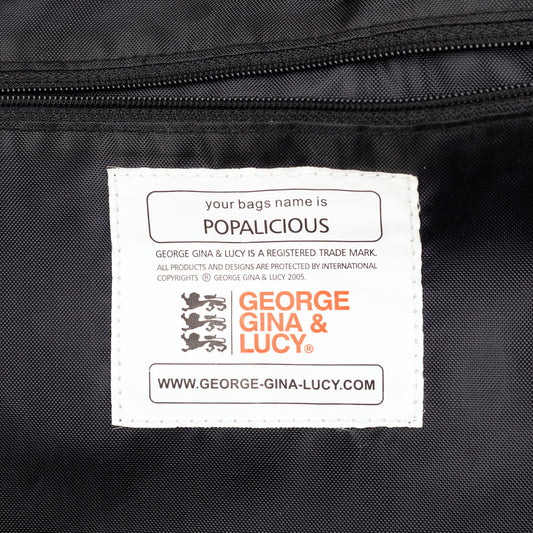 your bags name is
POPALICIOUS
GEORGE GINA & LUCY IS A REGISTERED TRADE MARK.
ALL PRODUCTS AND DESIGNS ARE PROTECTED BY INTERNATIONAL
COPYRIGHTS ® GEORGE GINA & LUCY 2005.
GEORGE
GINA &
LUCY®
WWW.GEORGE-GINA-LUCY.COM